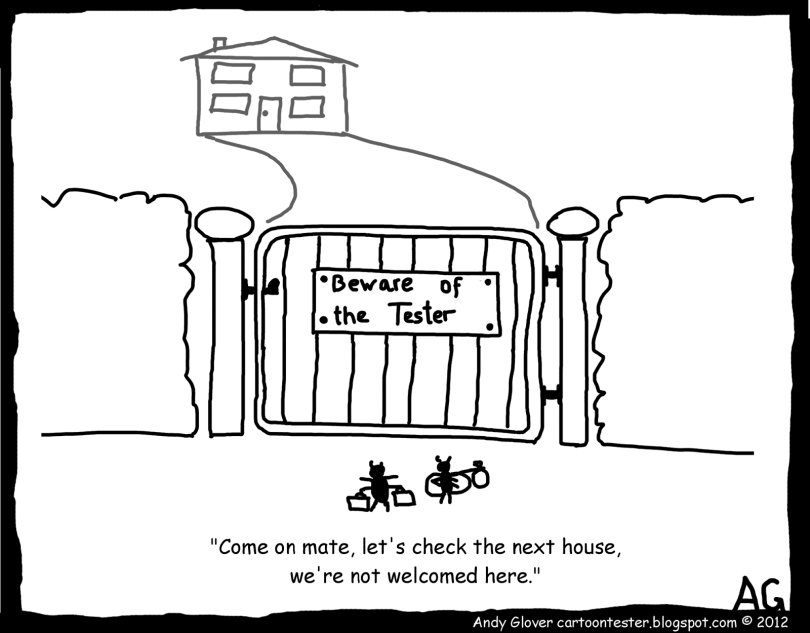 Beware of
the Tester
"Come on mate, let's check the next house,
we're not welcomed here."
AG
Andy Glover cartoontester.blogspot.com © 2012